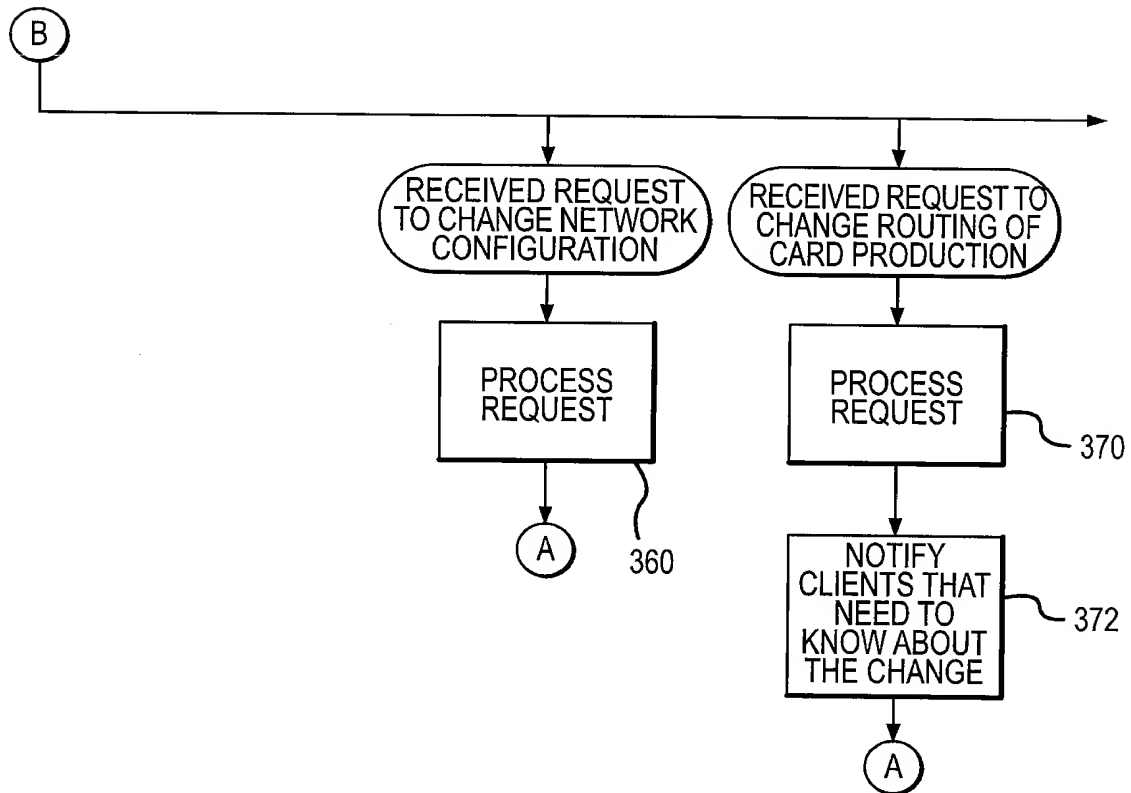 B
RECEIVED REQUEST
TO CHANGE NETWORK
CONFIGURATION
RECEIVED REQUEST TO
CHANGE ROUTING OF
CARD PRODUCTION
PROCESS
REQUEST
PROCESS
REQUEST
370
A
360
NOTIFY
CLIENTS THAT
NEED TO
KNOW ABOUT
THE CHANGE
372
A